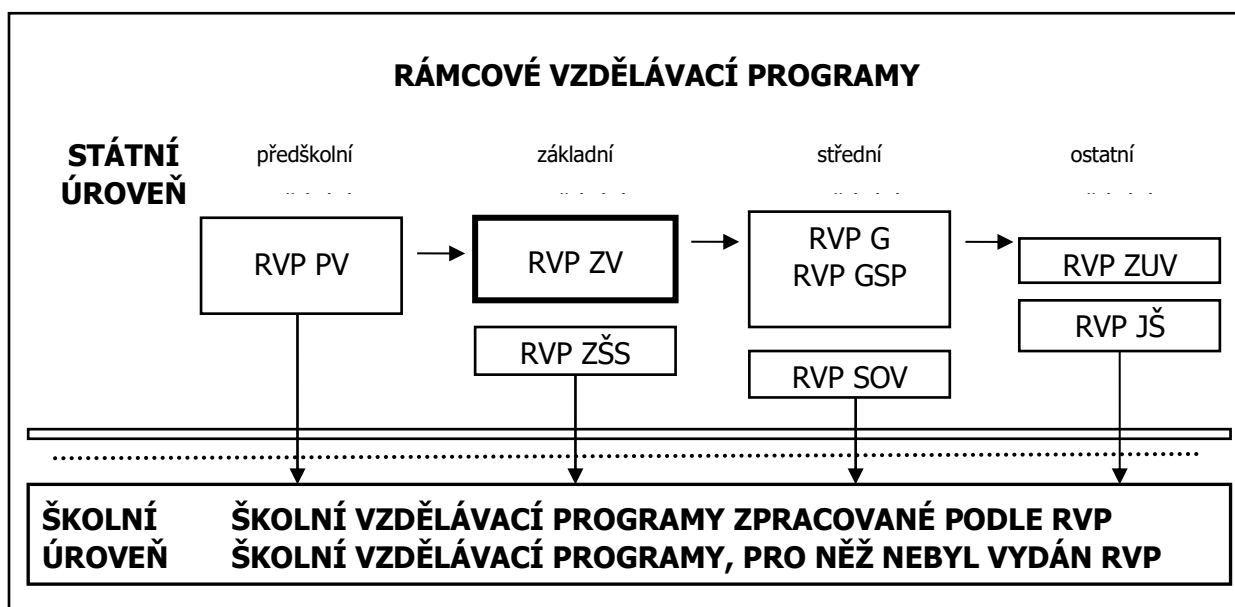 RÁMCOVÉ VZDĚLÁVACÍ PROGRAMY
STÁTNÍ ÚROVEŇ
předškolní
základní
střední
ostatní
RVP PV
RVP ZV
RVP G
RVP GSP
RVP ZUV
RVP ZŠS
RVP SOV
RVP JŠ
ŠKOLNÍ ÚROVEŇ
ŠKOLNÍ VZDĚLÁVACÍ PROGRAMY ZPRACOVANÉ PODLE RVP
ŠKOLNÍ VZDĚLÁVACÍ PROGRAMY, PRO NĚŽ NEBYL VYDÁN RVP